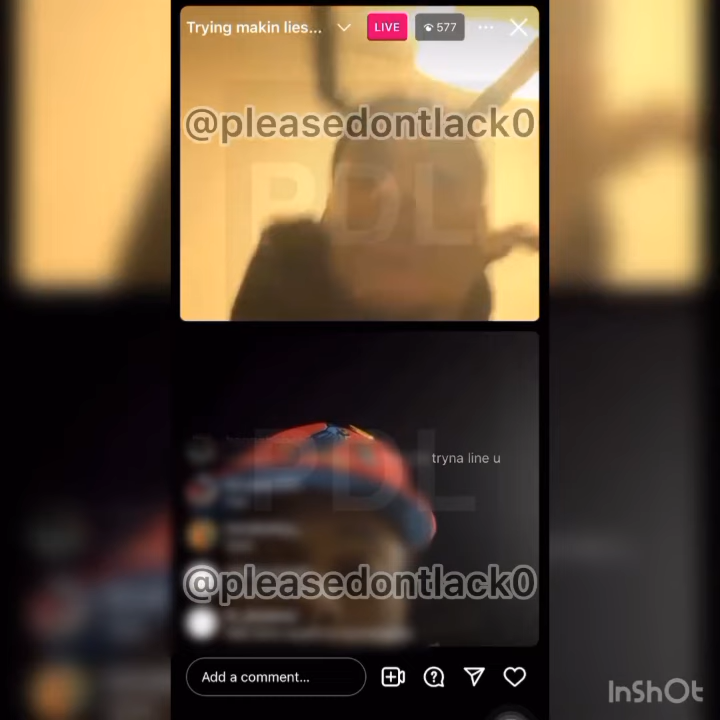 Trying makin lies... LIVE 577
@pleasedontlack0
PDL
tryna line u
PDL
@pleasedontlack0
Add a comment...
InShOt